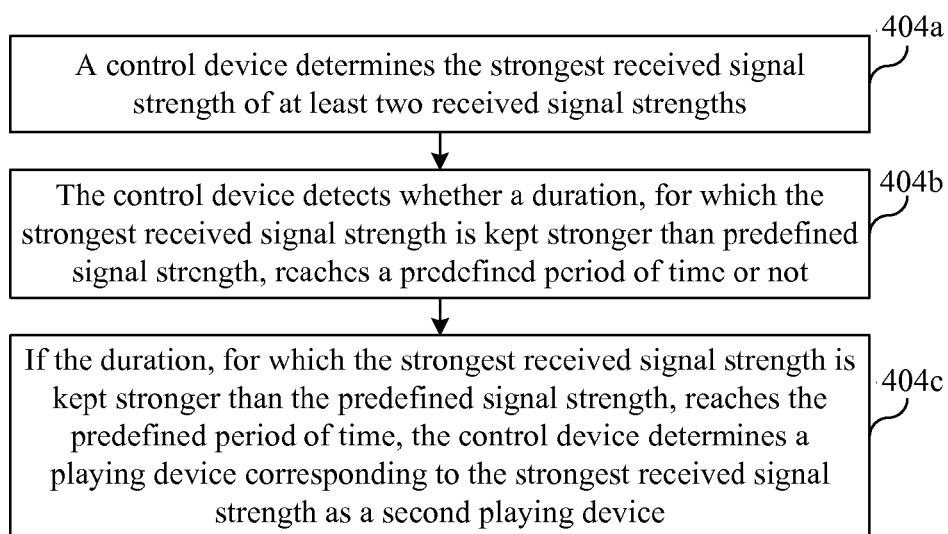 404a
A control device determines the strongest received signal
strength of at least two received signal strengths
404b
The control device detects whether a duration, for which the
strongest received signal strength is kept stronger than predefined
signal strength, reaches a predefined period of time or not
404c
If the duration, for which the strongest received signal strength is
kept stronger than the predefined signal strength, reaches the
predefined period of time, the control device determines a
playing device corresponding to the strongest received signal
strength as a second playing device